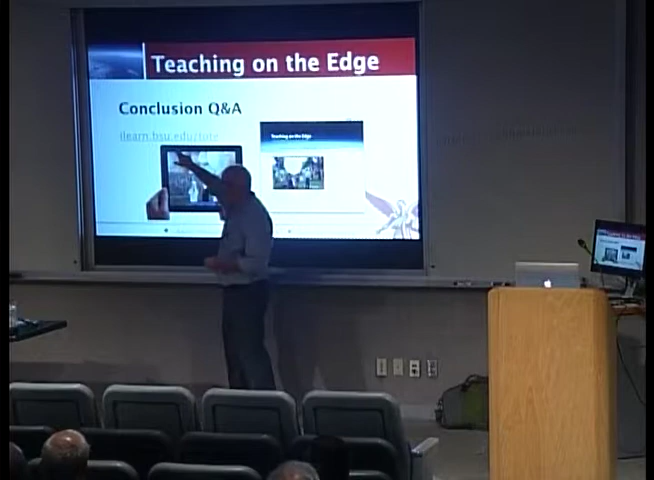 Teaching on the Edge
Conclusion Q&A
ilearn.bsu.edu/tote
Teaching on the Edge